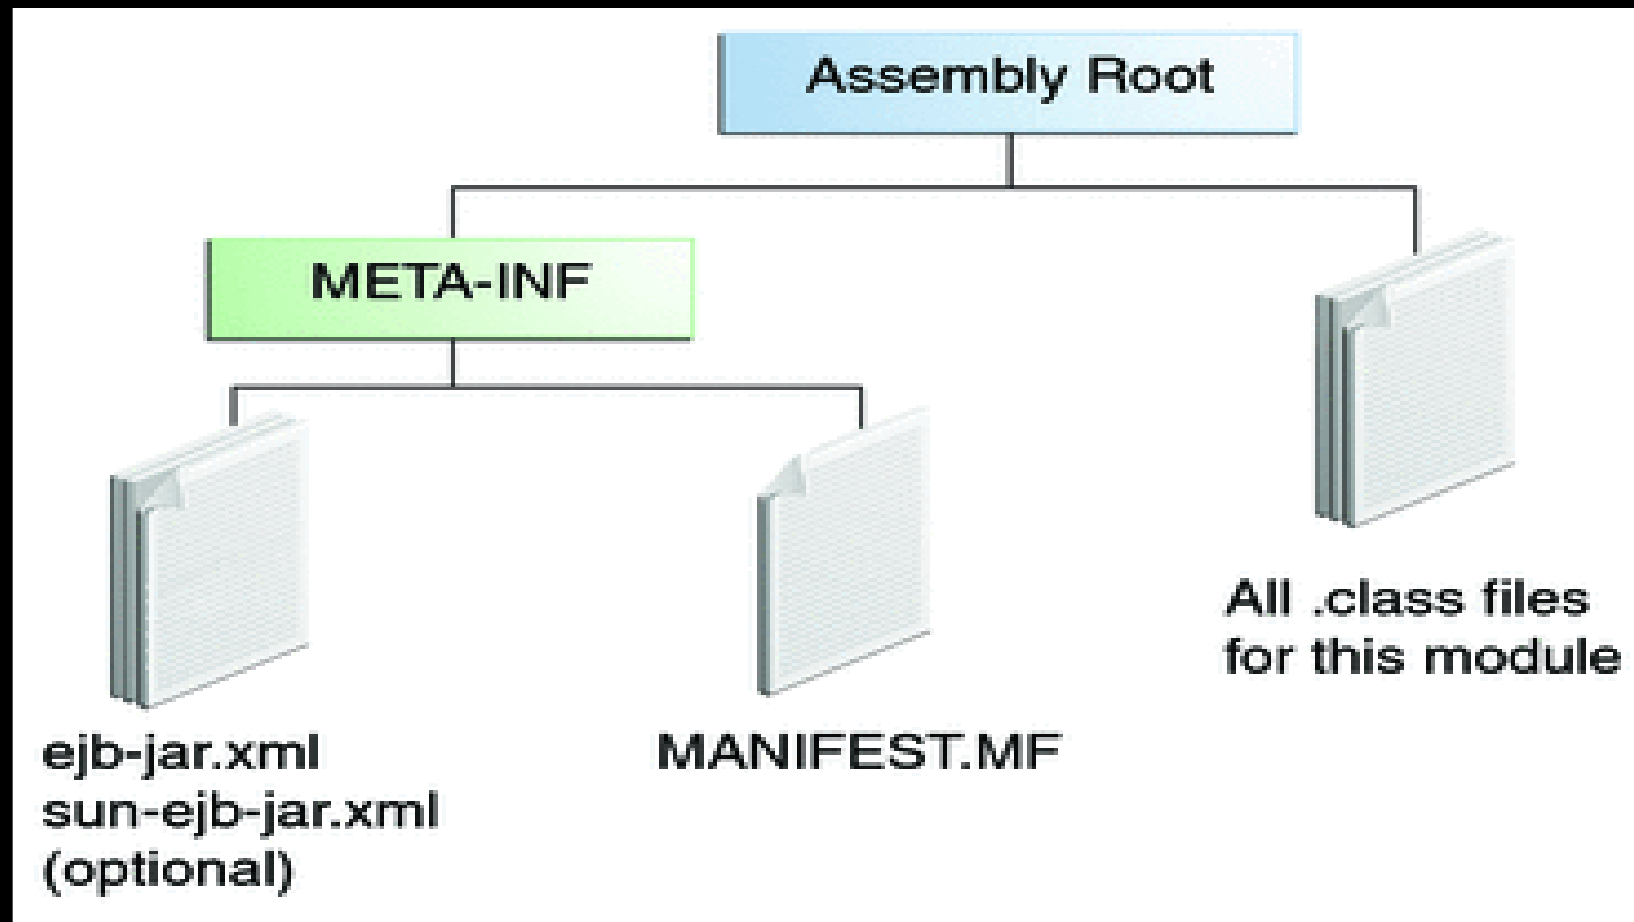 Assembly Root
META-INF
All .class files
for this module
ejb-jar.xml
sun-ejb-jar.xml
(optional)
MANIFEST.MF